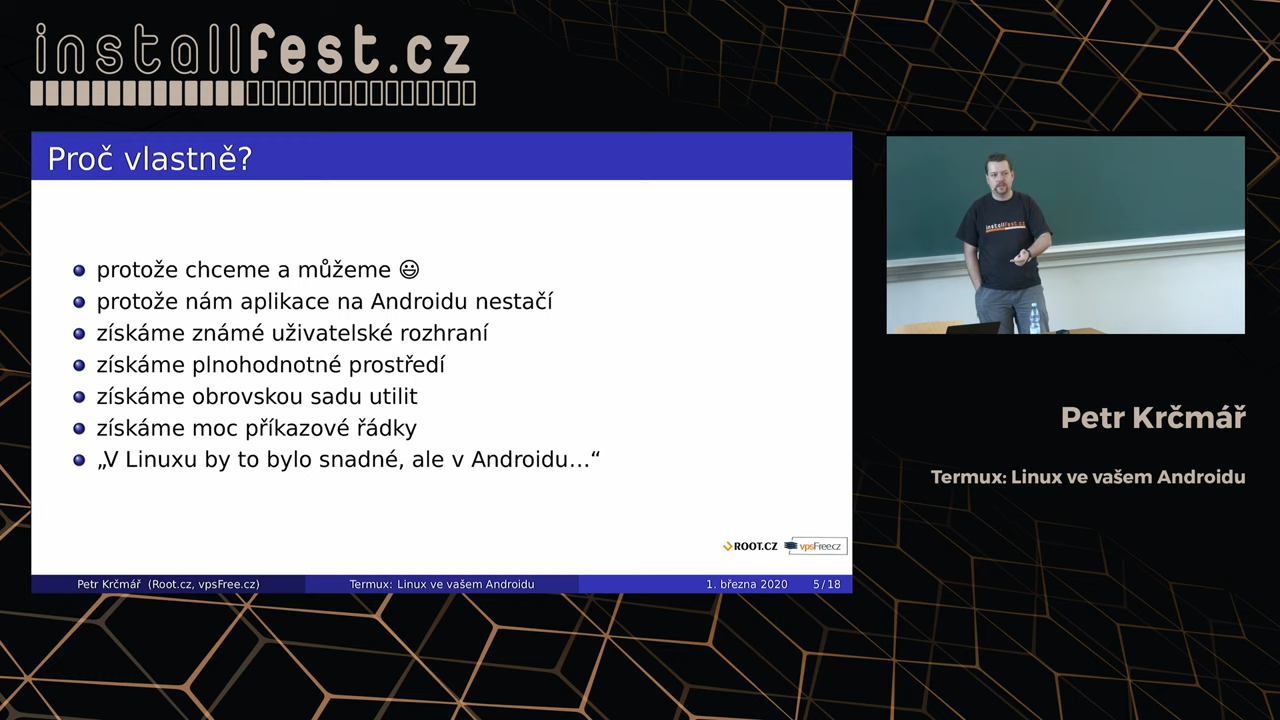 installfest.cz
Proč vlastně?
protože chceme a můžeme 😃
protože nám aplikace na Androidu nestačí
získáme známé uživatelské rozhraní
získáme plnohodnotné prostředí
získáme obrovskou sadu utilit
získáme moc příkazové řádky
„V Linuxu by to bylo snadné, ale v Androidu…“
ROOT.CZ vpsFree.cz
Petr Krčmář (Root.cz, vpsFree.cz) Termux: Linux ve vašem Androidu 1. března 2020 5/18
installfest.cz
Petr Krčmář
Termux: Linux ve vašem Androidu